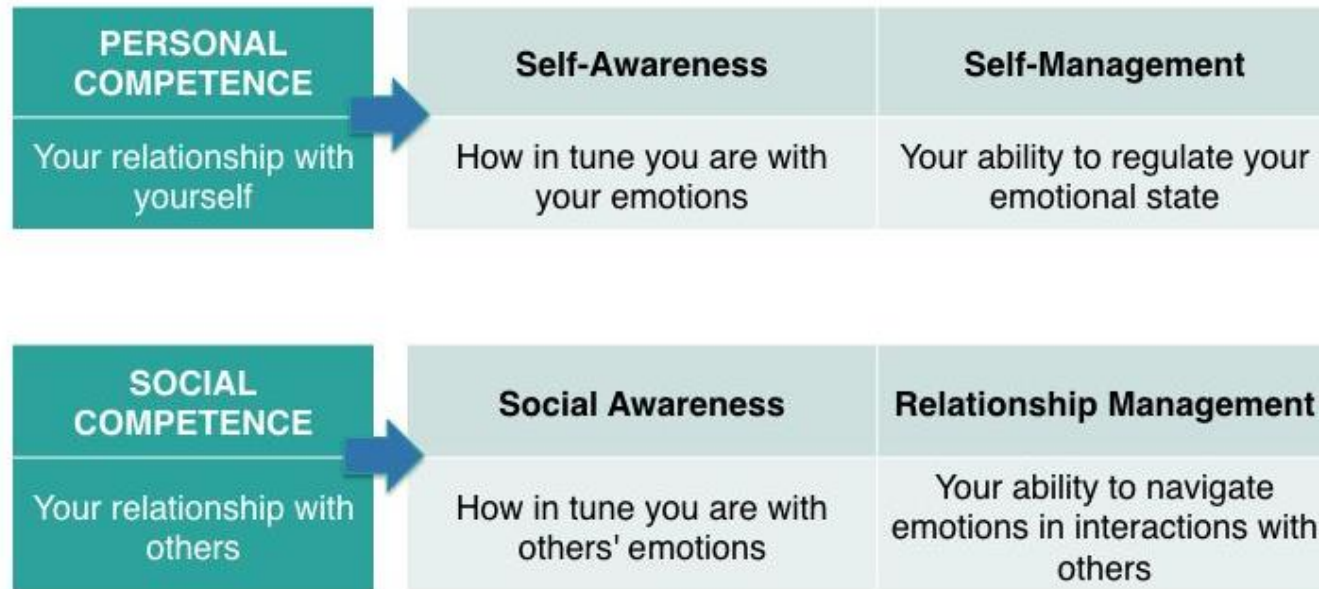 PERSONAL
COMPETENCE
Your relationship with
yourself
Self-Awareness
How in tune you are with
your emotions
Self-Management
Your ability to regulate your
emotional state
SOCIAL
COMPETENCE
Your relationship with
others
Social Awareness
How in tune you are with
others' emotions
Relationship Management
Your ability to navigate
emotions in interactions with
others